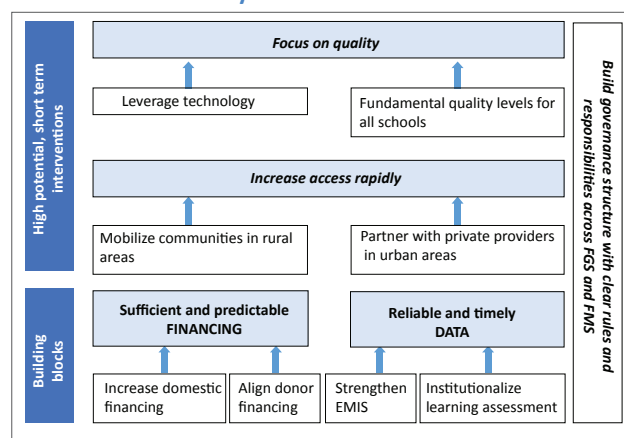 High potential, short term
interventions
Focus on quality
Leverage technology
Fundamental quality levels for
all schools
Increase access rapidly
Mobilize communities in rural
areas
Partner with private providers
in urban areas
Building
blocks
Sufficient and predictable
FINANCING
Reliable and timely
DATA
Increase domestic
financing
Align donor
financing
Strengthen
EMIS
Institutionalize
learning assessment
Build governance structure with clear rules and
responsibilities across FGS and FMS